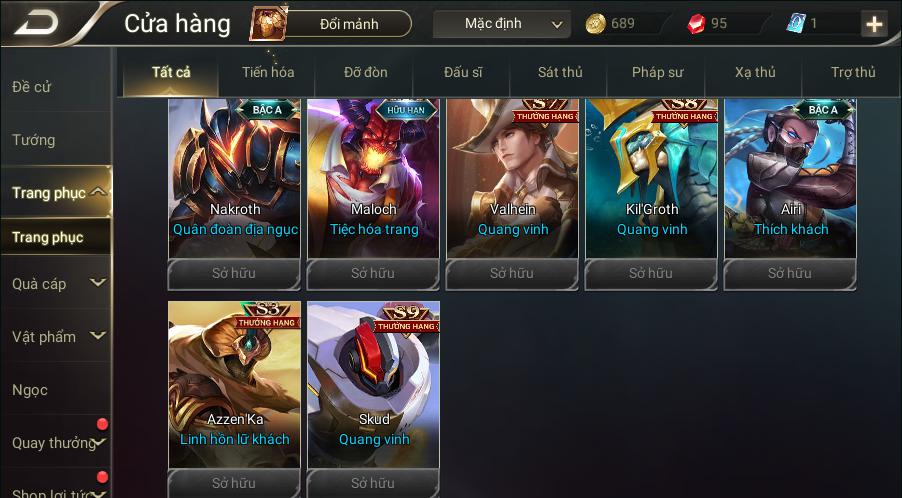 Cửa hàng
Đổi mảnh
Mặc định
689
95
1
Đề cử
Tướng
Trang phục
Trang phục
Quà cáp
Vật phẩm
Ngọc
Quay thưởng
Shop lợi tức
Tất cả
Tiến hóa
Đỡ đòn
Đấu sĩ
Sát thủ
Pháp sư
Xạ thủ
Trợ thủ
BẬC A
Nakroth
Quân đoàn địa ngục
Sở hữu
HỮU HẠN
Maloch
Tiệc hóa trang
Sở hữu
S7
THƯỞNG HẠNG
Valhein
Quang vinh
Sở hữu
S8
THƯỞNG HẠNG
Kil'Groth
Quang vinh
Sở hữu
BẬC A
Airi
Thích khách
Sở hữu
S3
THƯỞNG HẠNG
Azzen'Ka
Linh hồn lữ khách
Sở hữu
S9
THƯỞNG HẠNG
Skud
Quang vinh
Sở hữu